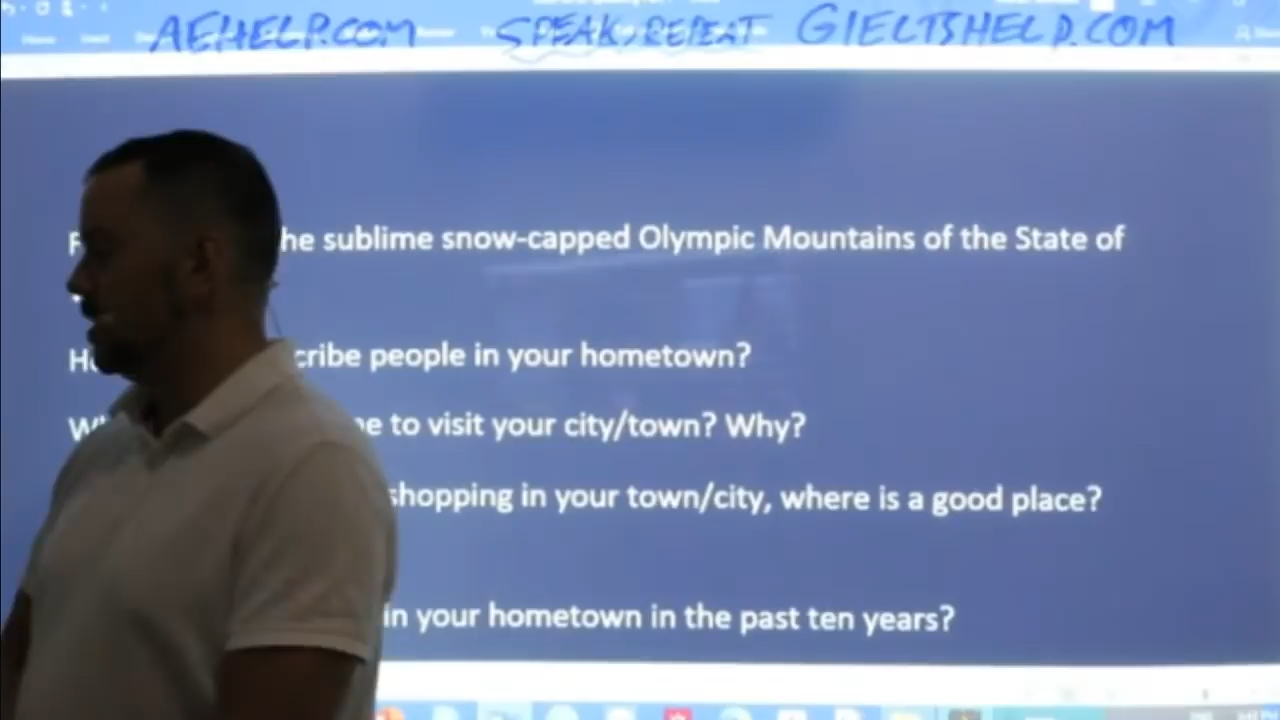 AEHELP.COM SPEAK, REPEAT GIELTSHELP.COM
he sublime snow-capped Olympic Mountains of the State of
cribe people in your hometown?
to visit your city/town? Why?
shopping in your town/city, where is a good place?
in your hometown in the past ten years?